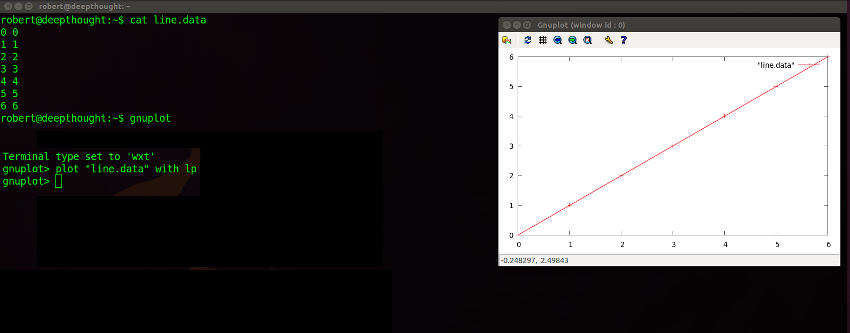 robert@deepthought: ~
robert@deepthought:~$ cat line.data
0 0
1 1
2 2
3 3
4 4
5 5
6 6
robert@deepthought:~$ gnuplot
Terminal type set to 'wxt'
gnuplot> plot "line.data" with lp
gnuplot>
Gnuplot (window id : 0)
"line.data"
6
5
4
3
2
1
0
0 1 2 3 4 5 6
-0.248297, 2.49843